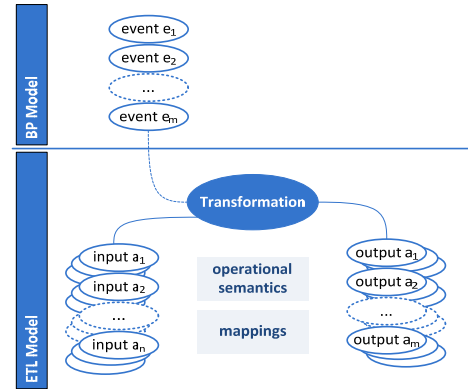 BP Model
event e1
event e2
...
event em
ETL Model
Transformation
input a1
input a2
...
input an
operational
semantics
mappings
output a1
output a2
...
output am